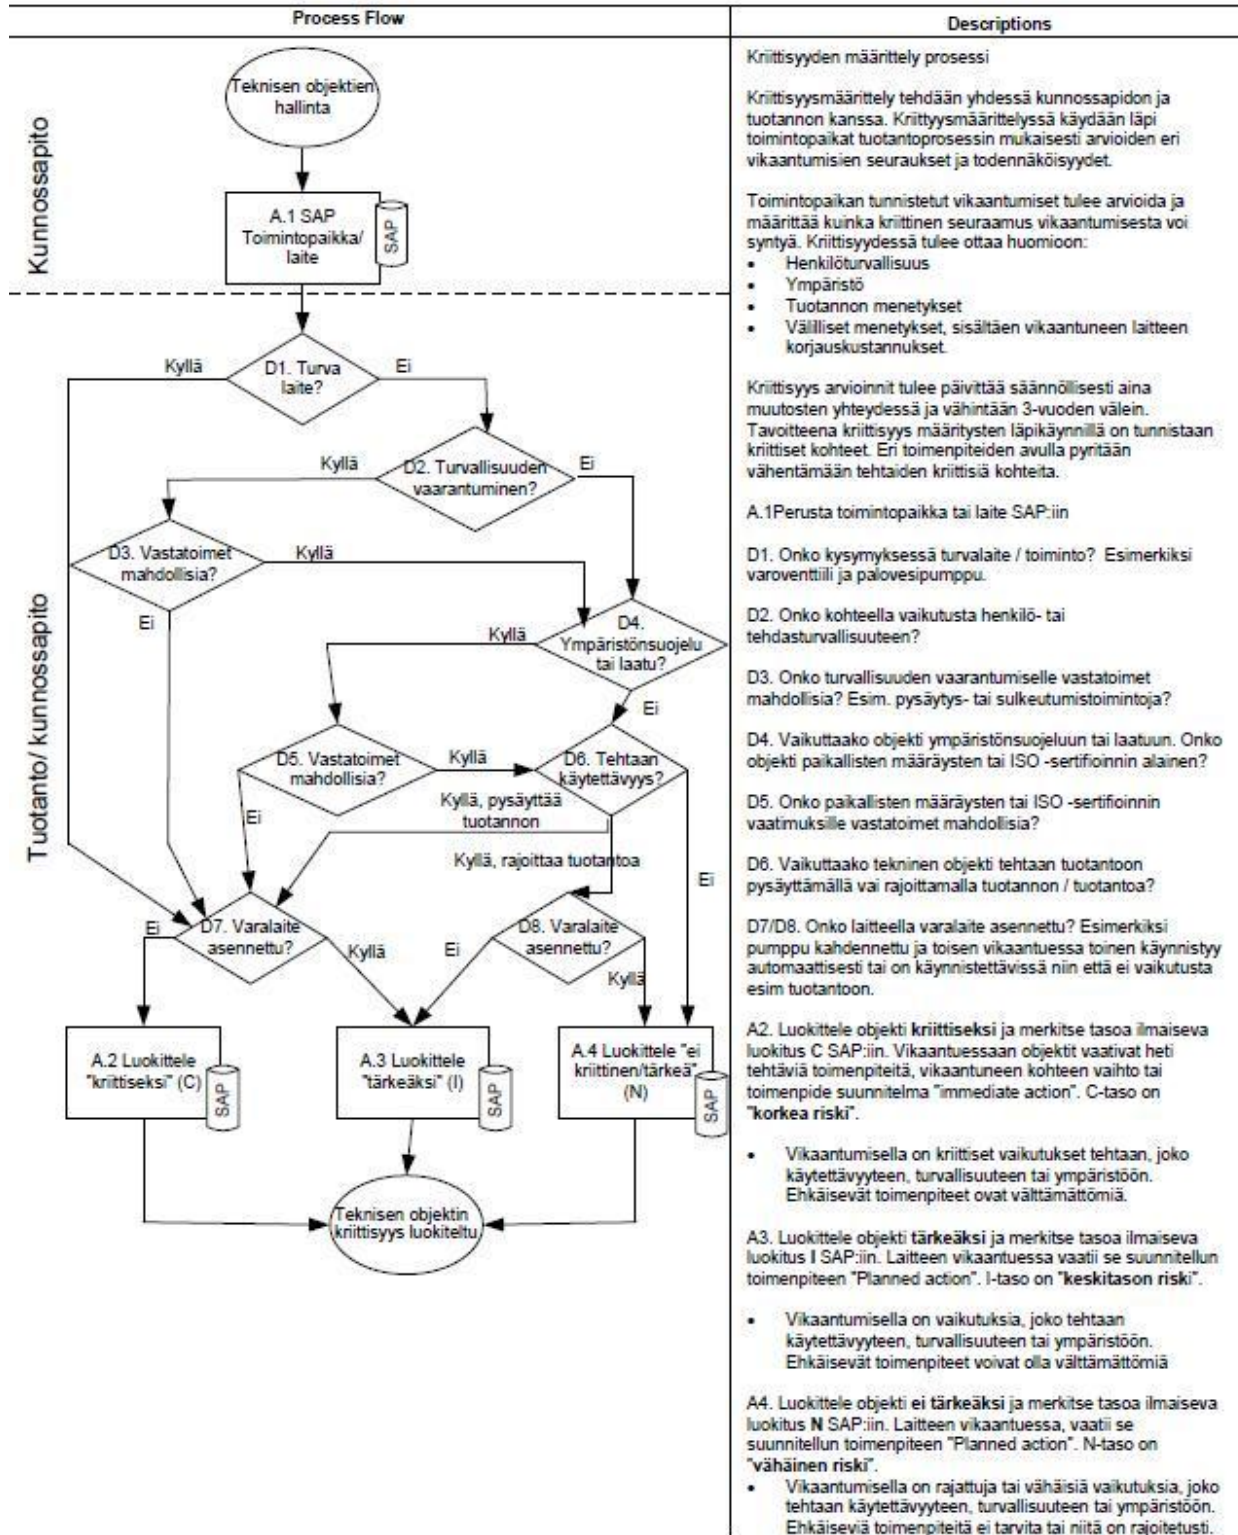 Process Flow
Descriptions
Kunnossapito
Teknisen objektien
hallinta
A.1 SAP
Toimintopaikka/
laite
SAP
Tuotanto/ kunnossapito
D1. Turva
laite?
Kyllä
Ei
D2. Turvallisuuden
vaarantuminen?
Kyllä
Ei
D3. Vastatoimet
mahdollisia?
Kyllä
Ei
D4.
Ympäristönsuojelu
tai laatu?
Kyllä
Ei
D5. Vastatoimet
mahdollisia?
Kyllä
Ei
D6. Tehtaan
käytettävyys?
Kyllä, pysäyttää
tuotannon
Kyllä, rajoittaa tuotantoa
Ei
D7. Varalaite
asennettu?
Ei
Kyllä
D8. Varalaite
asennettu?
Ei
Kyllä
A.2 Luokittele
"kriittiseksi" (C)
SAP
A.3 Luokittele
"tärkeäksi" (I)
SAP
A.4 Luokittele "ei
kriittinen/tärkeä"
(N)
SAP
Teknisen objektin
kriittisyys luokiteltu
Kriittisyyden määrittely prosessi
Kriittisyysmäärittely tehdään yhdessä kunnossapidon ja
tuotannon kanssa. Kriittyysmäärittelyssä käydään läpi
toimintopaikat tuotantoprosessin mukaisesti arvioiden eri
vikaantumisien seuraukset ja todennäköisyydet.
Toimintopaikan tunnistetut vikaantumiset tulee arvioida ja
määrittää kuinka kriittinen seuraamus vikaantumisesta voi
syntyä. Kriittisyydessä tulee ottaa huomioon:
• Henkilöturvallisuus
• Ympäristö
• Tuotannon menetykset
• Välilliset menetykset, sisältäen vikaantuneen laitteen
korjauskustannukset.
Kriittisyys arvioinnit tulee päivittää säännöllisesti aina
muutosten yhteydessä ja vähintään 3-vuoden välein.
Tavoitteena kriittisyys määritysten läpikäynnillä on tunnistaan
kriittiset kohteet. Eri toimenpiteiden avulla pyritään
vähentämään tehtaiden kriittisiä kohteita.
A.1Perusta toimintopaikka tai laite SAP:iin
D1. Onko kysymyksessä turvalaite / toiminto? Esimerkiksi
varoventtiili ja palovesipumppu.
D2. Onko kohteella vaikutusta henkilö- tai
tehdasturvallisuuteen?
D3. Onko turvallisuuden vaarantumiselle vastatoimet
mahdollisia? Esim. pysäytys- tai sulkeutumistoimintoja?
D4. Vaikuttaako objekti ympäristönsuojeluun tai laatuun. Onko
objekti paikallisten määräysten tai ISO -sertifioinnin alainen?
D5. Onko paikallisten määräysten tai ISO -sertifioinnin
vaatimuksille vastatoimet mahdollisia?
D6. Vaikuttaako tekninen objekti tehtaan tuotantoon
pysäyttämällä vai rajoittamalla tuotannon / tuotantoa?
D7/D8. Onko laitteella varalaite asennettu? Esimerkiksi
pumppu kahdennettu ja toisen vikaantuessa toinen käynnistyy
automaattisesti tai on käynnistettävissä niin että ei vaikutusta
esim tuotantoon.
A2. Luokittele objekti kriittiseksi ja merkitse tasoa ilmaiseva
luokitus C SAP:iin. Vikaantuessaan objektit vaativat heti
tehtäviä toimenpiteitä, vikaantuneen kohteen vaihto tai
toimenpide suunnitelma "immediate action". C-taso on
"korkea riski".
• Vikaantumisella on kriittiset vaikutukset tehtaan, joko
käytettävyyteen, turvallisuuteen tai ympäristöön.
Ehkäisevät toimenpiteet ovat välttämättömiä.
A3. Luokittele objekti tärkeäksi ja merkitse tasoa ilmaiseva
luokitus I SAP:iin. Laitteen vikaantuessa vaatii se suunnitellun
toimenpiteen "Planned action". I-taso on "keskitason riski".
• Vikaantumisella on vaikutuksia, joko tehtaan
käytettävyyteen, turvallisuuteen tai ympäristöön.
Ehkäisevät toimenpiteet voivat olla välttämättömiä
A4. Luokittele objekti ei tärkeäksi ja merkitse tasoa ilmaiseva
luokitus N SAP:iin. Laitteen vikaantuessa, vaatii se
suunnitellun toimenpiteen "Planned action". N-taso on
"vähäinen riski".
• Vikaantumisella on rajattuja tai vähäisiä vaikutuksia, joko
tehtaan käytettävyyteen, turvallisuuteen tai ympäristöön.
Ehkäiseviä toimenpiteitä ei tarvita tai niitä on rajoitetusti.